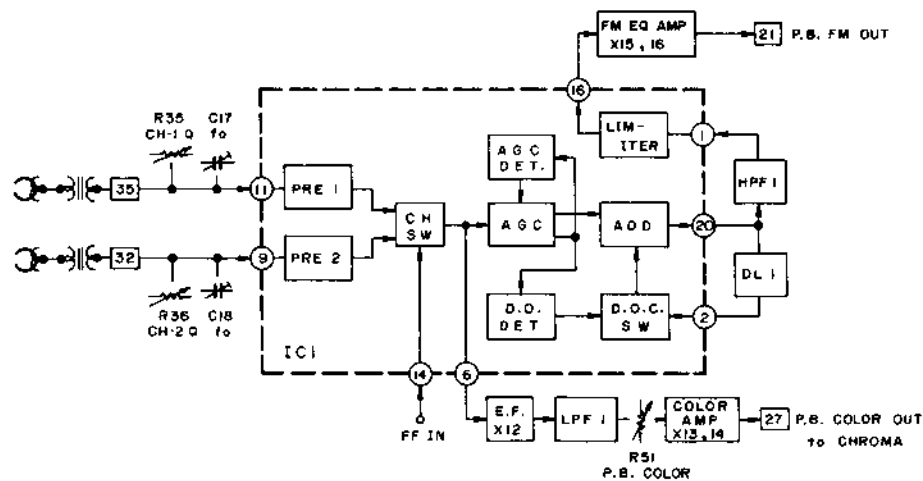 FM EQ AMP
X15, 16
21 P.B. FM OUT
16
R35
CH-1 Q
C17
fo
LIM-
ITER
1
AGC
DET.
HPF1
35
11
PRE 1
CH
SW
AGC
ADD
20
32
9
PRE 2
DL 1
R36
CH-2 Q
C18
fo
D.O.
DET
D.O.C.
SW
2
IC1
14
6
FF IN
E.F.
X12
LPF 1
COLOR
AMP
X13, 14
27 P.B. COLOR OUT
to CHROMA
R51
P.B. COLOR